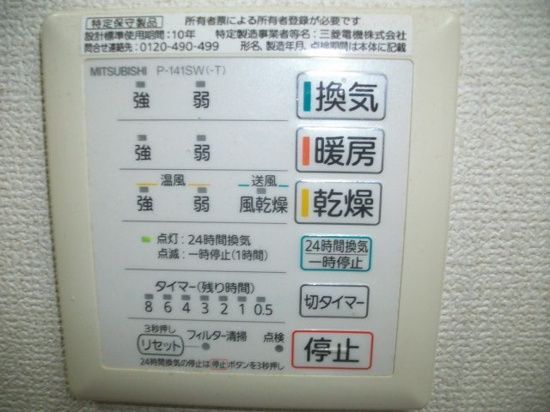 特定保守製品 所有者票による所有者登録が必要です
設計標準使用期間:10年 特定製造事業者等名:三菱電機株式会社
問合せ連絡先:0120-490-499 形名、製造年月、点検期間は本体に記載
MITSUBISHI P-141SW(-T)
強 弱 換気
強 弱 暖房
温風 送風
強 弱 風乾燥 乾燥
点灯:24時間換気
点滅:一時停止(1時間)
24時間換気
一時停止
タイマー(残り時間)
8 6 4 3 2 1 0.5
切タイマー
3秒押し
リセット フィルター清掃 点検
停止
24時間換気の停止は停止ボタンを3秒押し